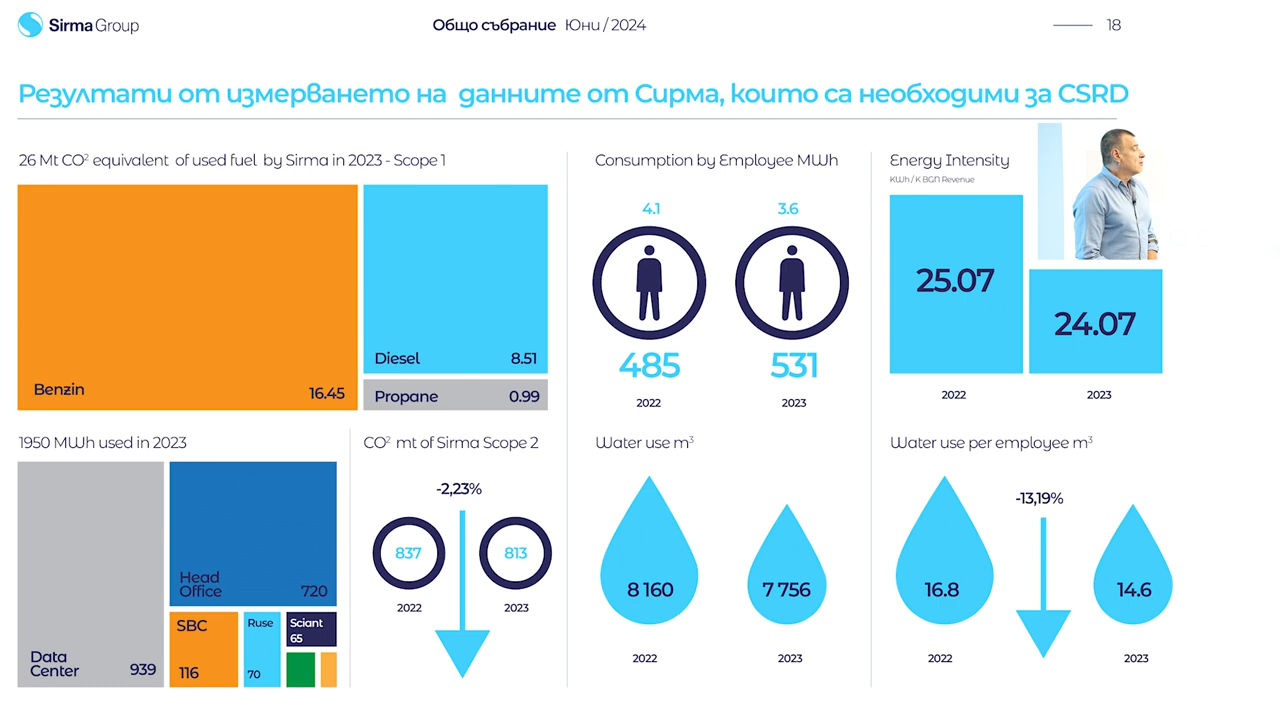 Sirma Group
Общо събрание Юни / 2024
18
Резултати от измерването на данните от Сирма, които са необходими за CSRD
26 Mt CO² equivalent of used fuel by Sirma in 2023 - Scope 1
Benzin
16.45
Diesel
8.51
Propane
0.99
Consumption by Employee MWh
4.1
3.6
485
531
2022
2023
Energy Intensity
KWh / K BGN Revenue
25.07
24.07
2022
2023
1950 MWh used in 2023
Data
Center
939
Head
Office
720
SBC
116
Ruse
70
Sciant
65
CO² mt of Sirma Scope 2
-2,23%
837
813
2022
2023
Water use m³
8 160
7 756
2022
2023
Water use per employee m³
-13,19%
16.8
14.6
2022
2023